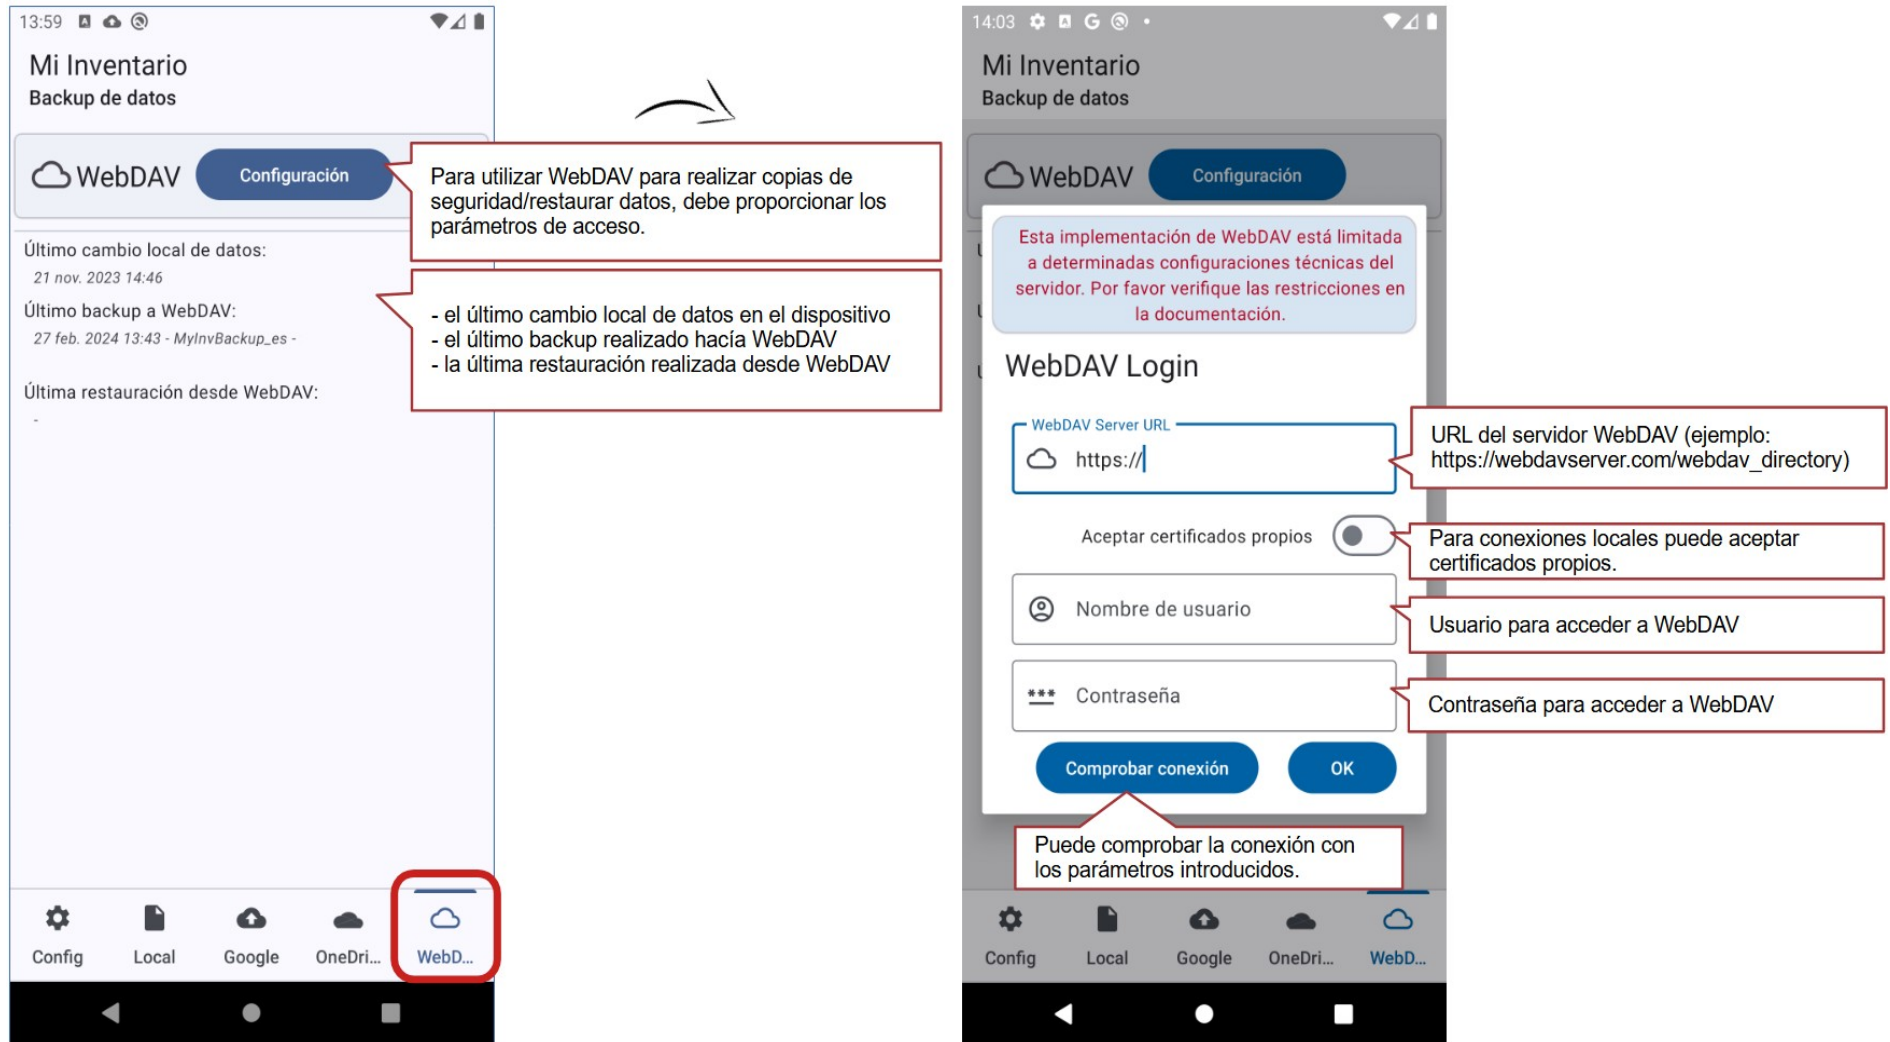 13:59
Mi Inventario
Backup de datos
WebDAV
Configuración
Para utilizar WebDAV para realizar copias de
seguridad/restaurar datos, debe proporcionar los
parámetros de acceso.
Último cambio local de datos:
21 nov. 2023 14:46
Último backup a WebDAV:
27 feb. 2024 13:43 - MyInvBackup_es -
Última restauración desde WebDAV:
-
- el último cambio local de datos en el dispositivo
- el último backup realizado hacía WebDAV
- la última restauración realizada desde WebDAV
Config
Local
Google
OneDri...
WebD...
14:03
Mi Inventario
Backup de datos
WebDAV
Configuración
Esta implementación de WebDAV está limitada
a determinadas configuraciones técnicas del
servidor. Por favor verifique las restricciones en
la documentación.
WebDAV Login
WebDAV Server URL
https://
URL del servidor WebDAV (ejemplo:
https://webdavserver.com/webdav_directory)
Aceptar certificados propios
Para conexiones locales puede aceptar
certificados propios.
Nombre de usuario
Usuario para acceder a WebDAV
Contraseña
Contraseña para acceder a WebDAV
Comprobar conexión
OK
Puede comprobar la conexión con
los parámetros introducidos.
Config
Local
Google
OneDri...
WebD...